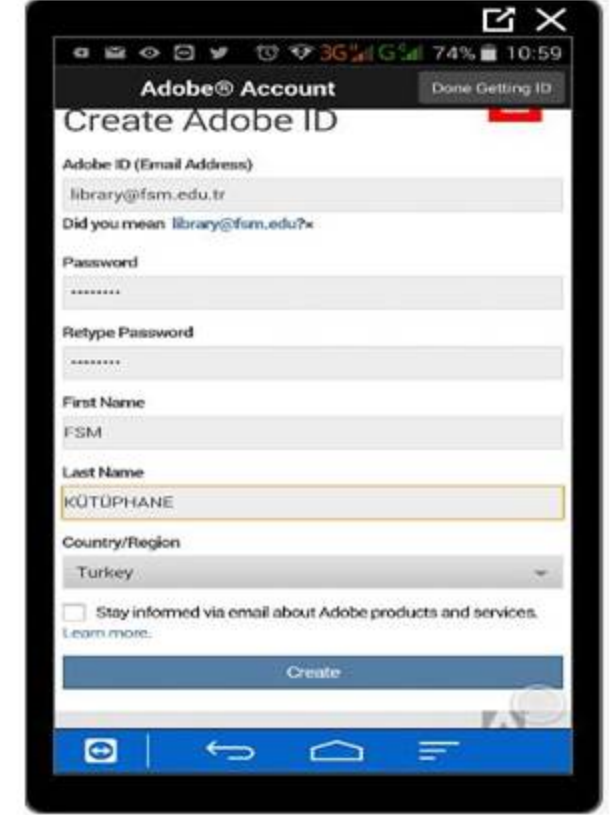 3G G 74% 10:59
Adobe® Account Done Getting ID
Create Adobe ID
Adobe ID (Email Address)
library@fsm.edu.tr
Did you mean library@fsm.edu?×
Password
••••••••
Retype Password
••••••••
First Name
FSM
Last Name
KÜTÜPHANE
Country/Region
Turkey
Stay informed via email about Adobe products and services.
Learn more.
Create